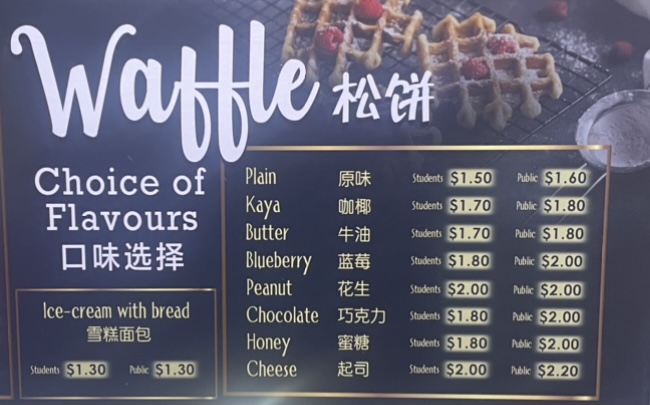 Waffle 松饼
Choice of
Flavours
口味选择
Ice-cream with bread
雪糕面包
Students $1.30 Public $1.30
Plain 原味 Students $1.50 Public $1.60
Kaya 咖椰 Students $1.70 Public $1.80
Butter 牛油 Students $1.70 Public $1.80
Blueberry 蓝莓 Students $1.80 Public $2.00
Peanut 花生 Students $2.00 Public $2.00
Chocolate 巧克力 Students $1.80 Public $2.00
Honey 蜜糖 Students $1.80 Public $2.00
Cheese 起司 Students $2.00 Public $2.20